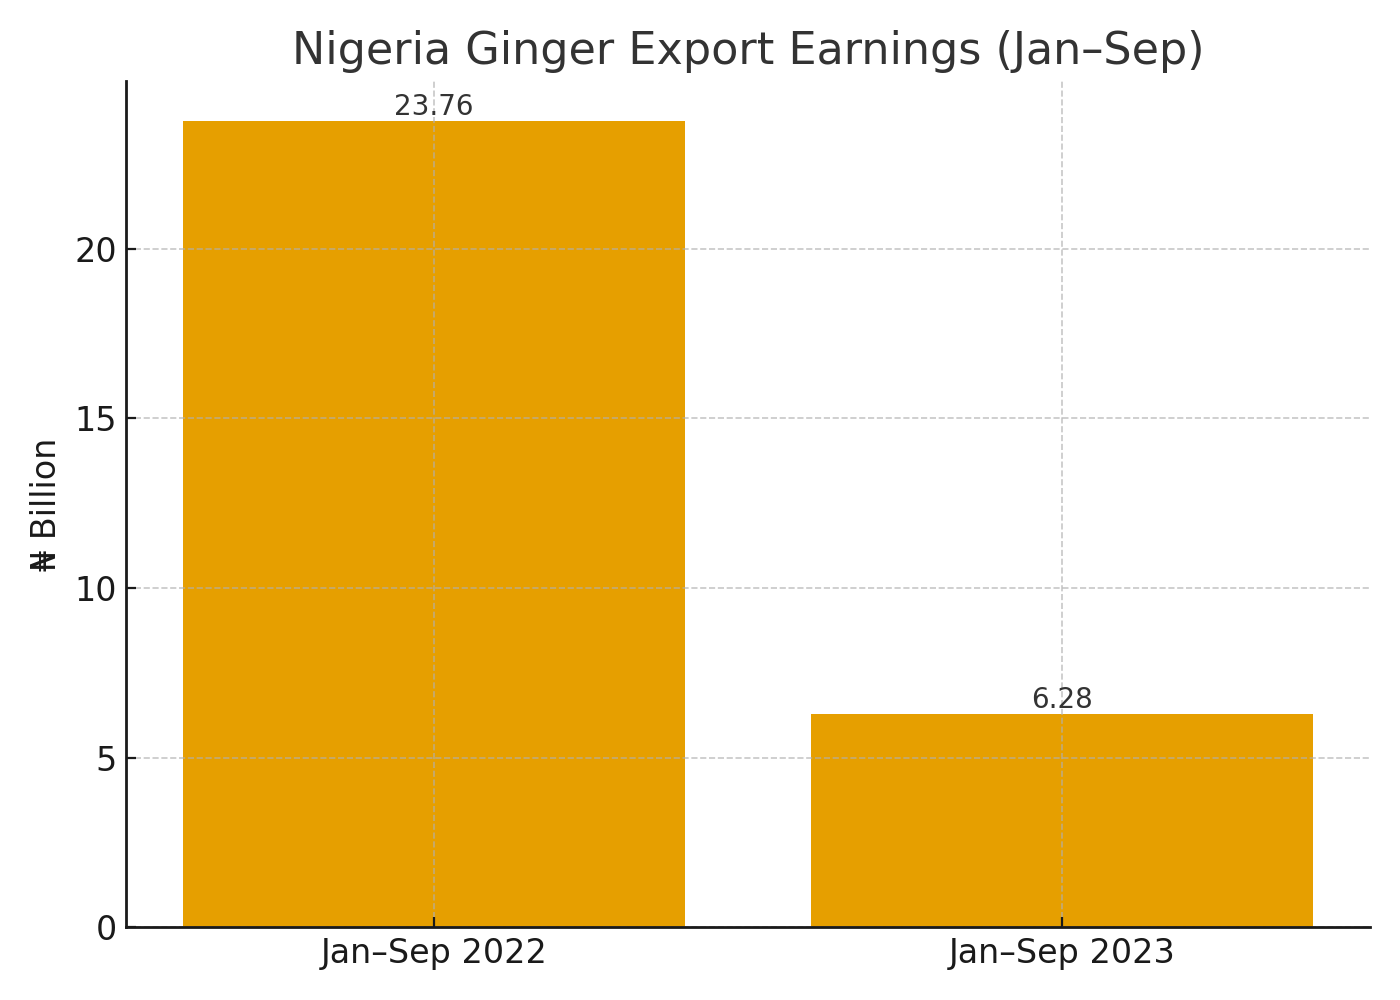 Nigeria Ginger Export Earnings (Jan–Sep)
23.76
20
15
10
5
0
₦ Billion
6.28
Jan–Sep 2022
Jan–Sep 2023